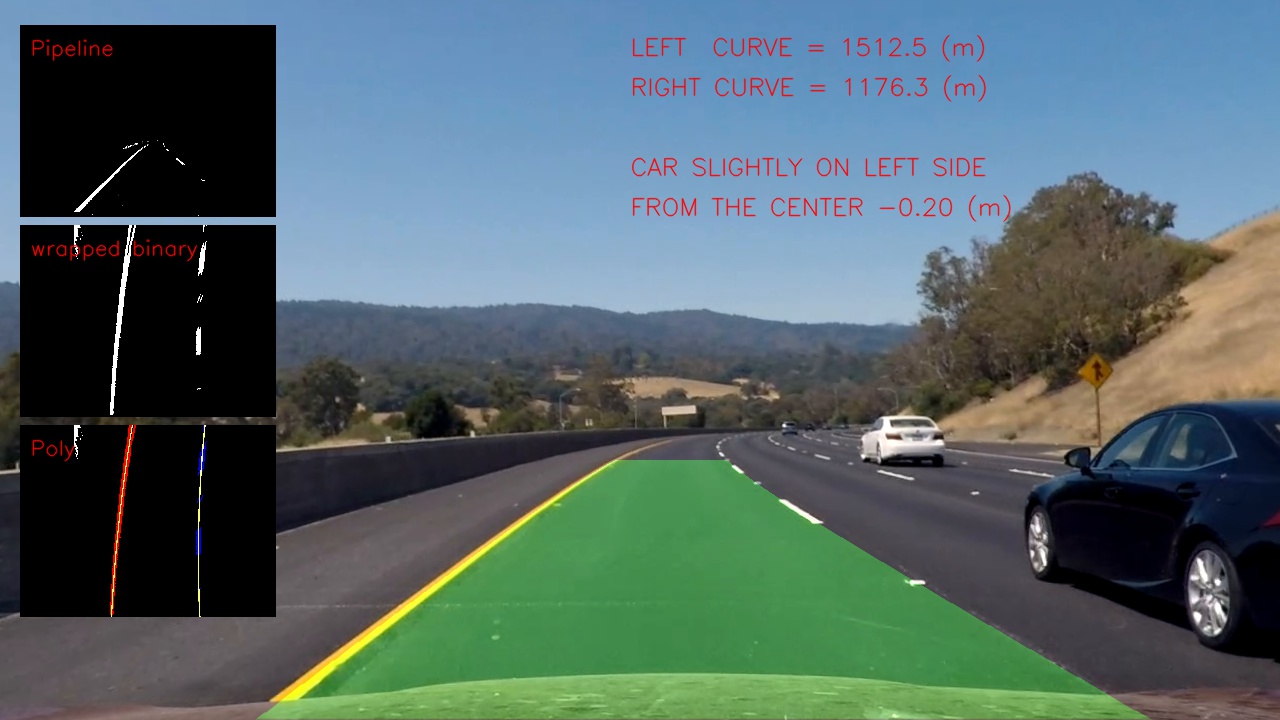 Pipeline
LEFT  CURVE = 1512.5 (m)
RIGHT CURVE = 1176.3 (m)
CAR SLIGHTLY ON LEFT SIDE
FROM THE CENTER -0.20 (m)
wrapped binary
Poly